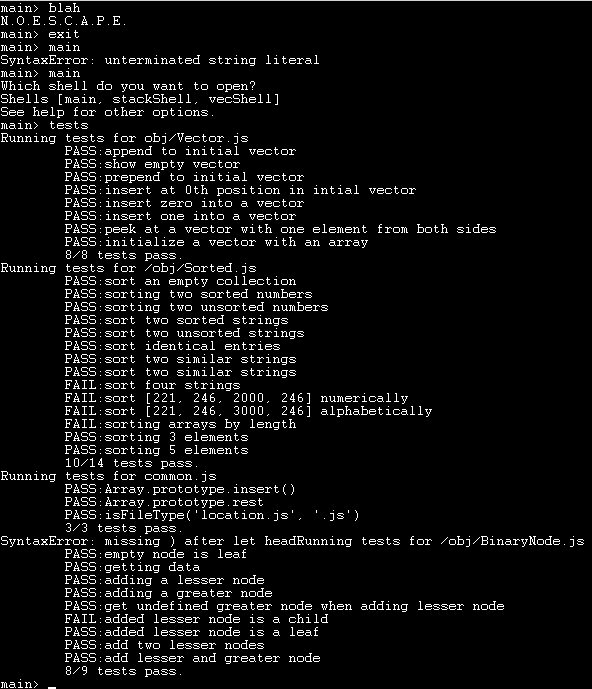 main> blah
N.O.E.S.C.A.P.E.
main> exit
main> main
SyntaxError: unterminated string literal
main> main
Which shell do you want to open?
Shells [main, stackShell, vecShell]
See help for other options.
main> tests
Running tests for obj/Vector.js
PASS:append to initial vector
PASS:show empty vector
PASS:prepend to initial vector
PASS:insert at 0th position in intial vector
PASS:insert zero into a vector
PASS:insert one into a vector
PASS:peek at a vector with one element from both sides
PASS:initialize a vector with an array
8/8 tests pass.
Running tests for /obj/Sorted.js
PASS:sort an empty collection
PASS:sorting two sorted numbers
PASS:sorting two unsorted numbers
PASS:sort two sorted strings
PASS:sort two unsorted strings
PASS:sort identical entries
PASS:sort two similar strings
PASS:sort two similar strings
FAIL:sort four strings
FAIL:sort [221, 246, 2000, 246] numerically
FAIL:sort [221, 246, 3000, 246] alphabetically
FAIL:sorting arrays by length
PASS:sorting 3 elements
PASS:sorting 5 elements
10/14 tests pass.
Running tests for common.js
PASS:Array.prototype.insert()
PASS:Array.prototype.rest
PASS:isFileType('location.js', '.js')
3/3 tests pass.
SyntaxError: missing ) after let headRunning tests for /obj/BinaryNode.js
PASS:empty node is leaf
PASS:getting data
PASS:adding a lesser node
PASS:adding a greater node
PASS:get undefined greater node when adding lesser node
FAIL:added lesser node is a child
PASS:added lesser node is a leaf
PASS:add two lesser nodes
PASS:add lesser and greater node
8/9 tests pass.
main> _